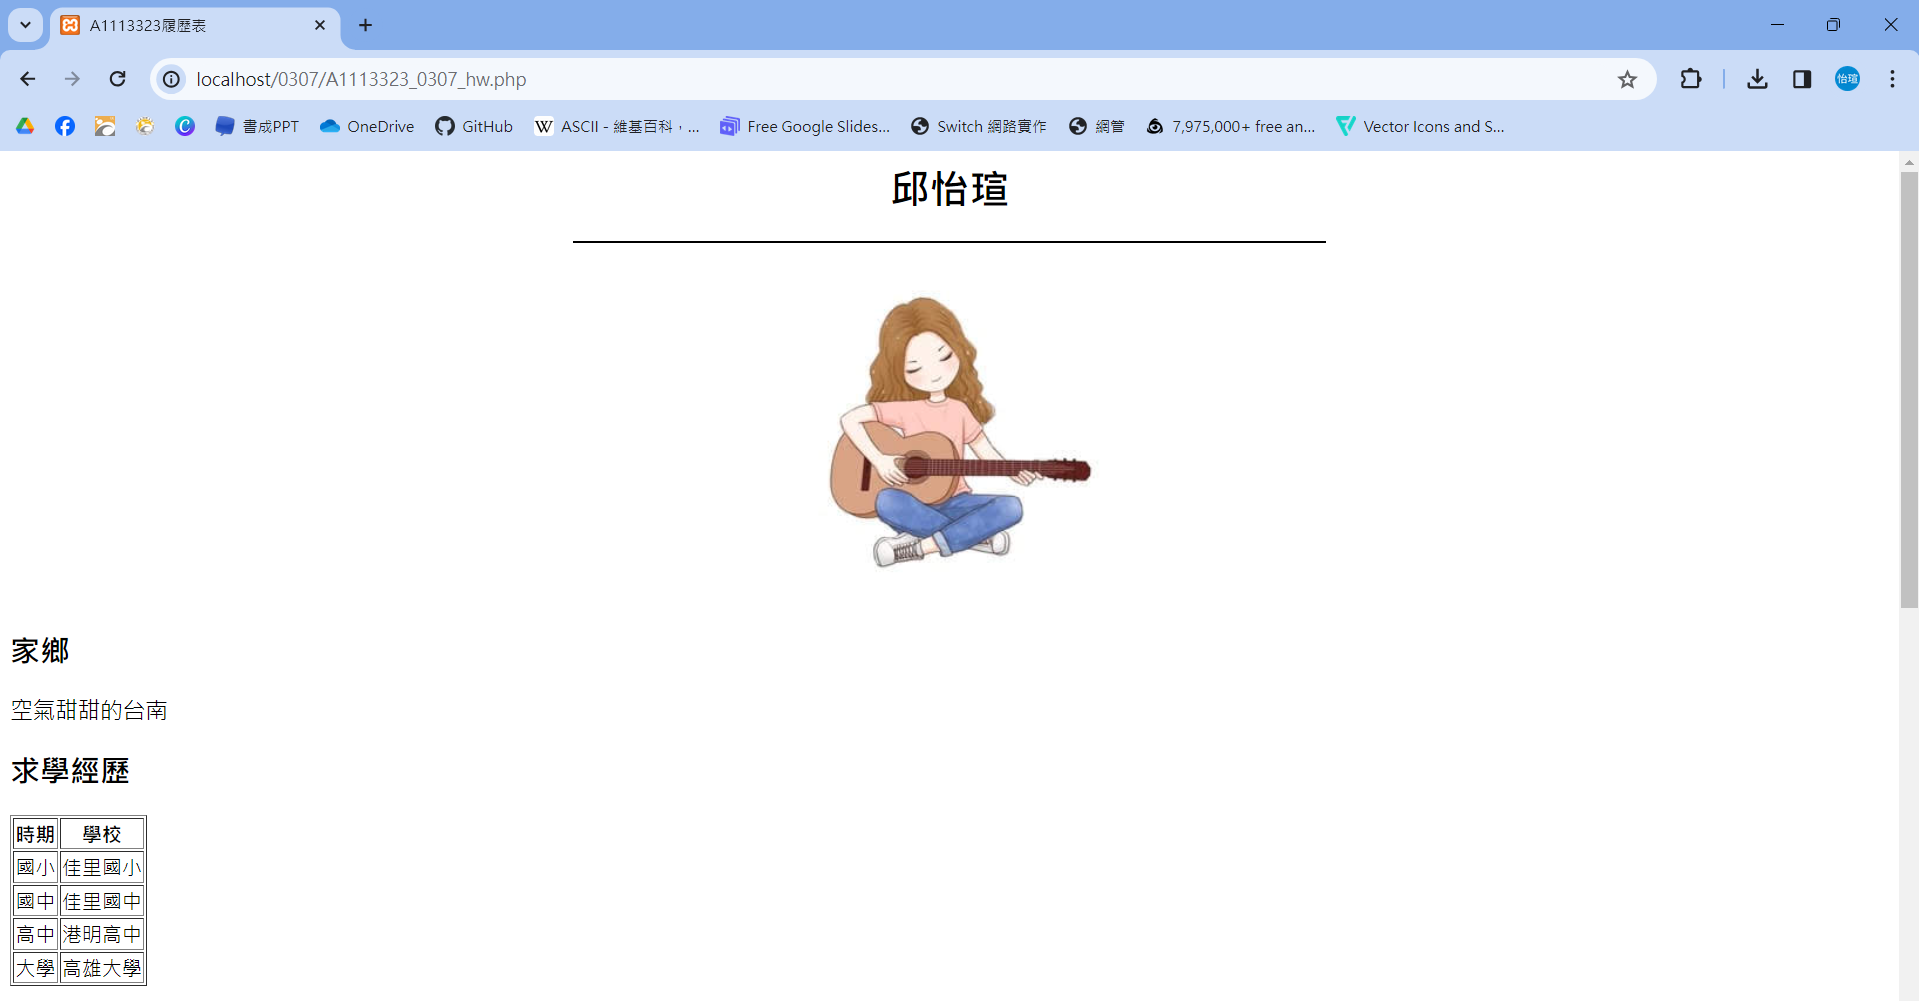 A1113323履歷表
localhost/0307/A1113323_0307_hw.php
怡瑄
書成PPT
OneDrive
GitHub
ASCII - 維基百科，...
Free Google Slides...
Switch 網路實作
網管
7,975,000+ free an...
Vector Icons and S...
邱怡瑄
家鄉
空氣甜甜的台南
求學經歷
時期 學校
國小 佳里國小
國中 佳里國中
高中 港明高中
大學 高雄大學